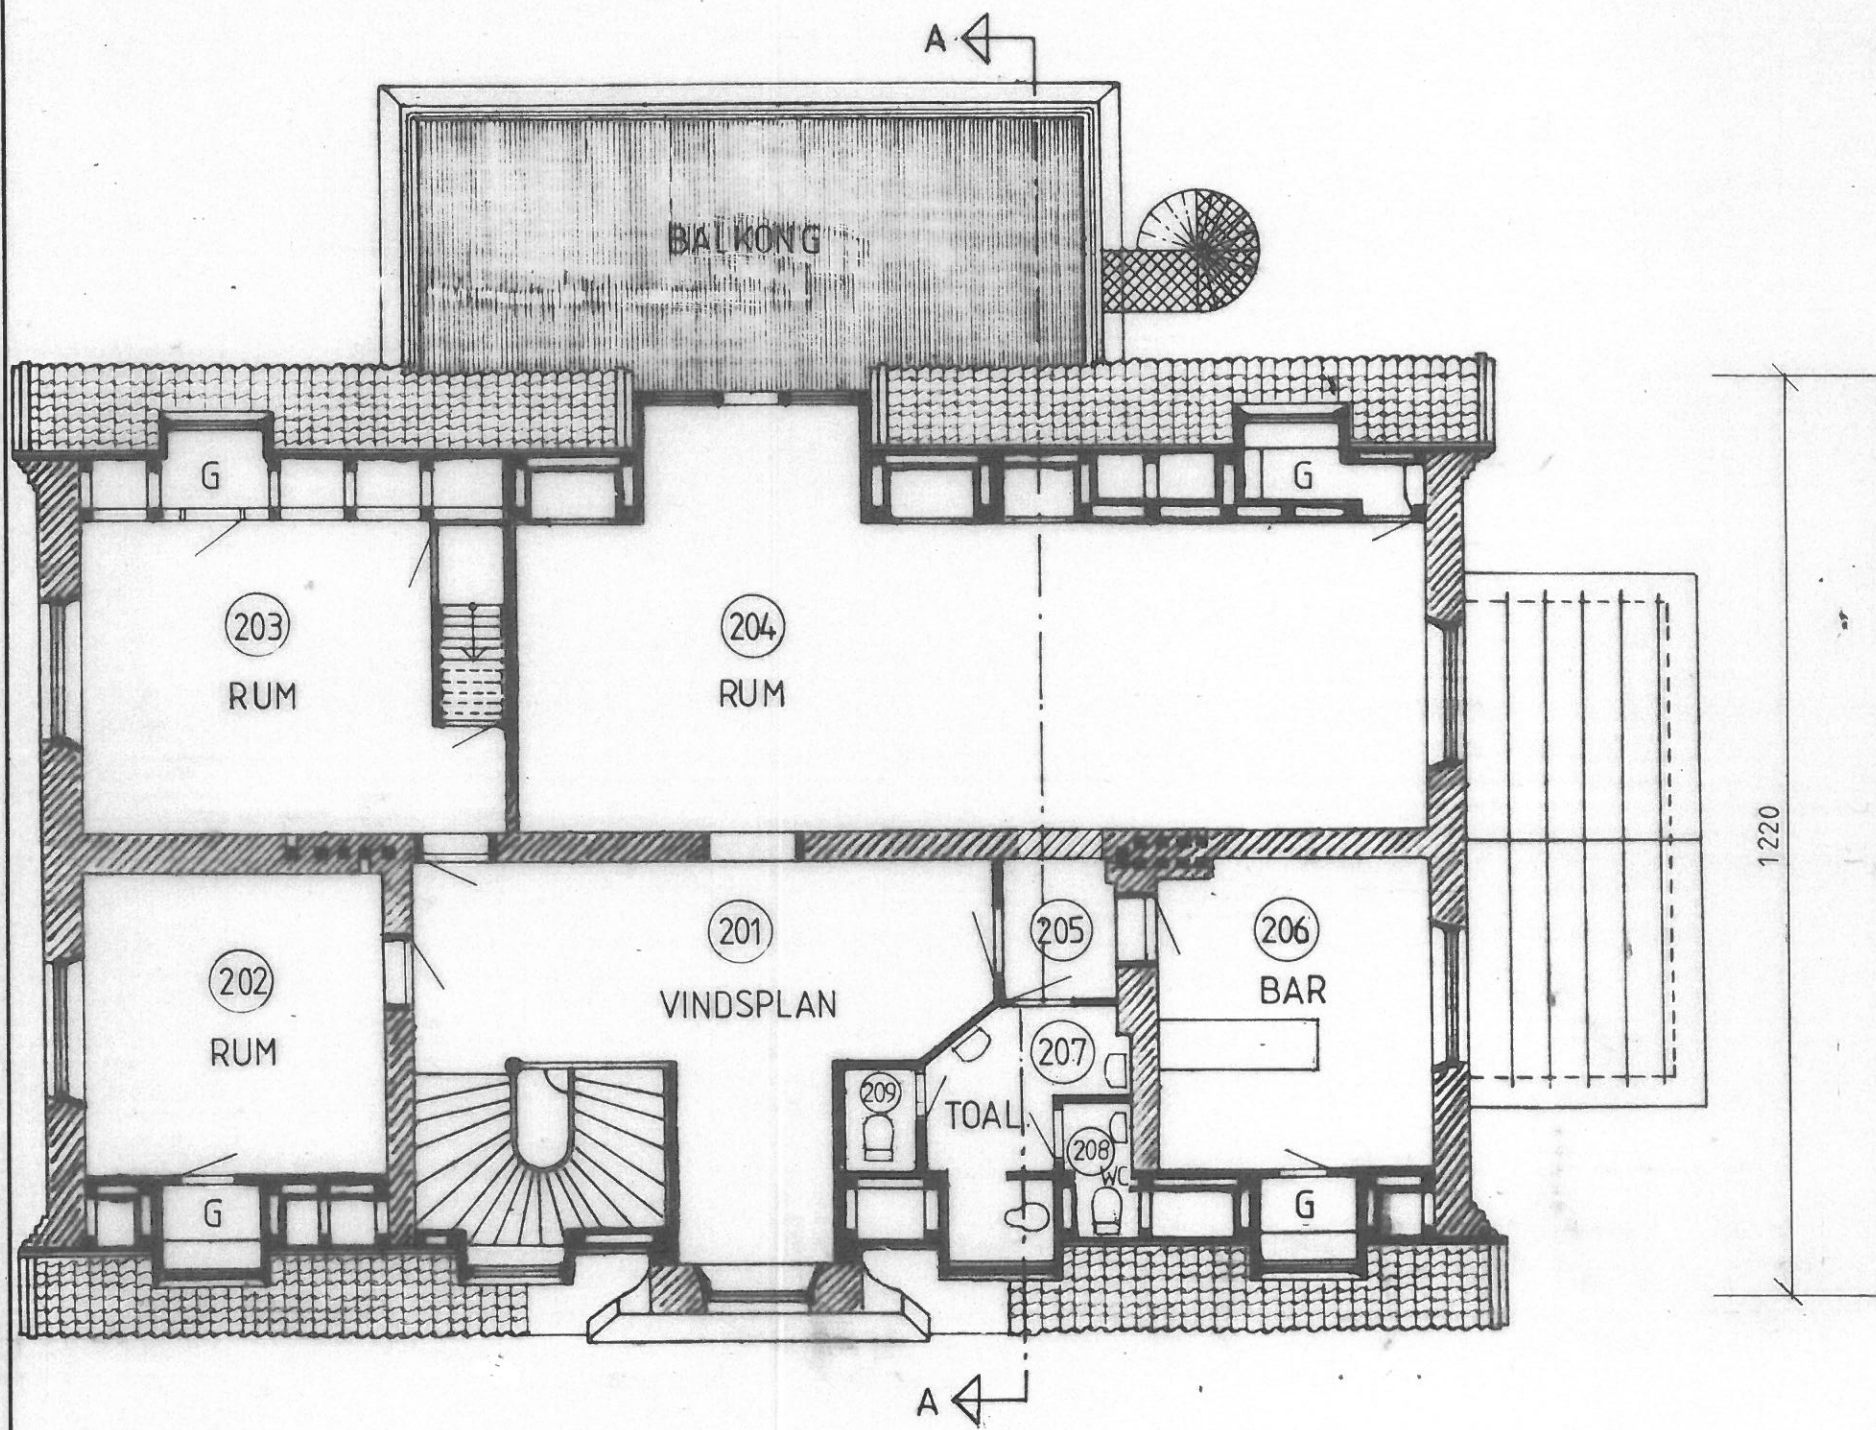 A
BALKONG
G
G
203
RUM
204
RUM
1220
201
VINDSPLAN
205
206
BAR
202
RUM
207
209
TOAL
208
WC
G
G
A